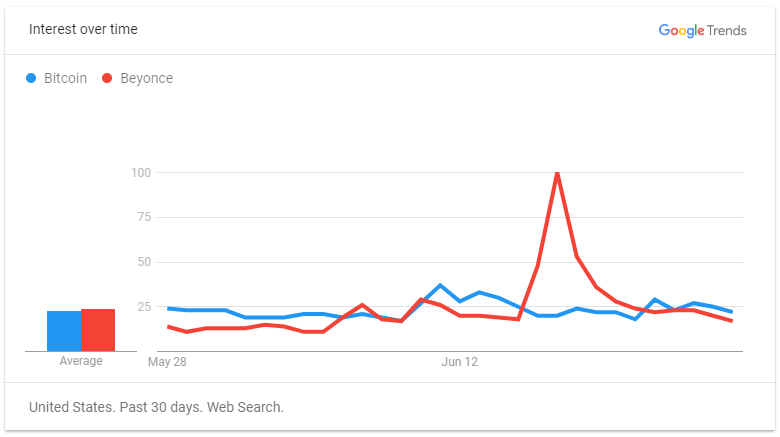 Interest over time
Google Trends
Bitcoin Beyonce
100
75
50
25
Average
May 28 Jun 12
United States. Past 30 days. Web Search.